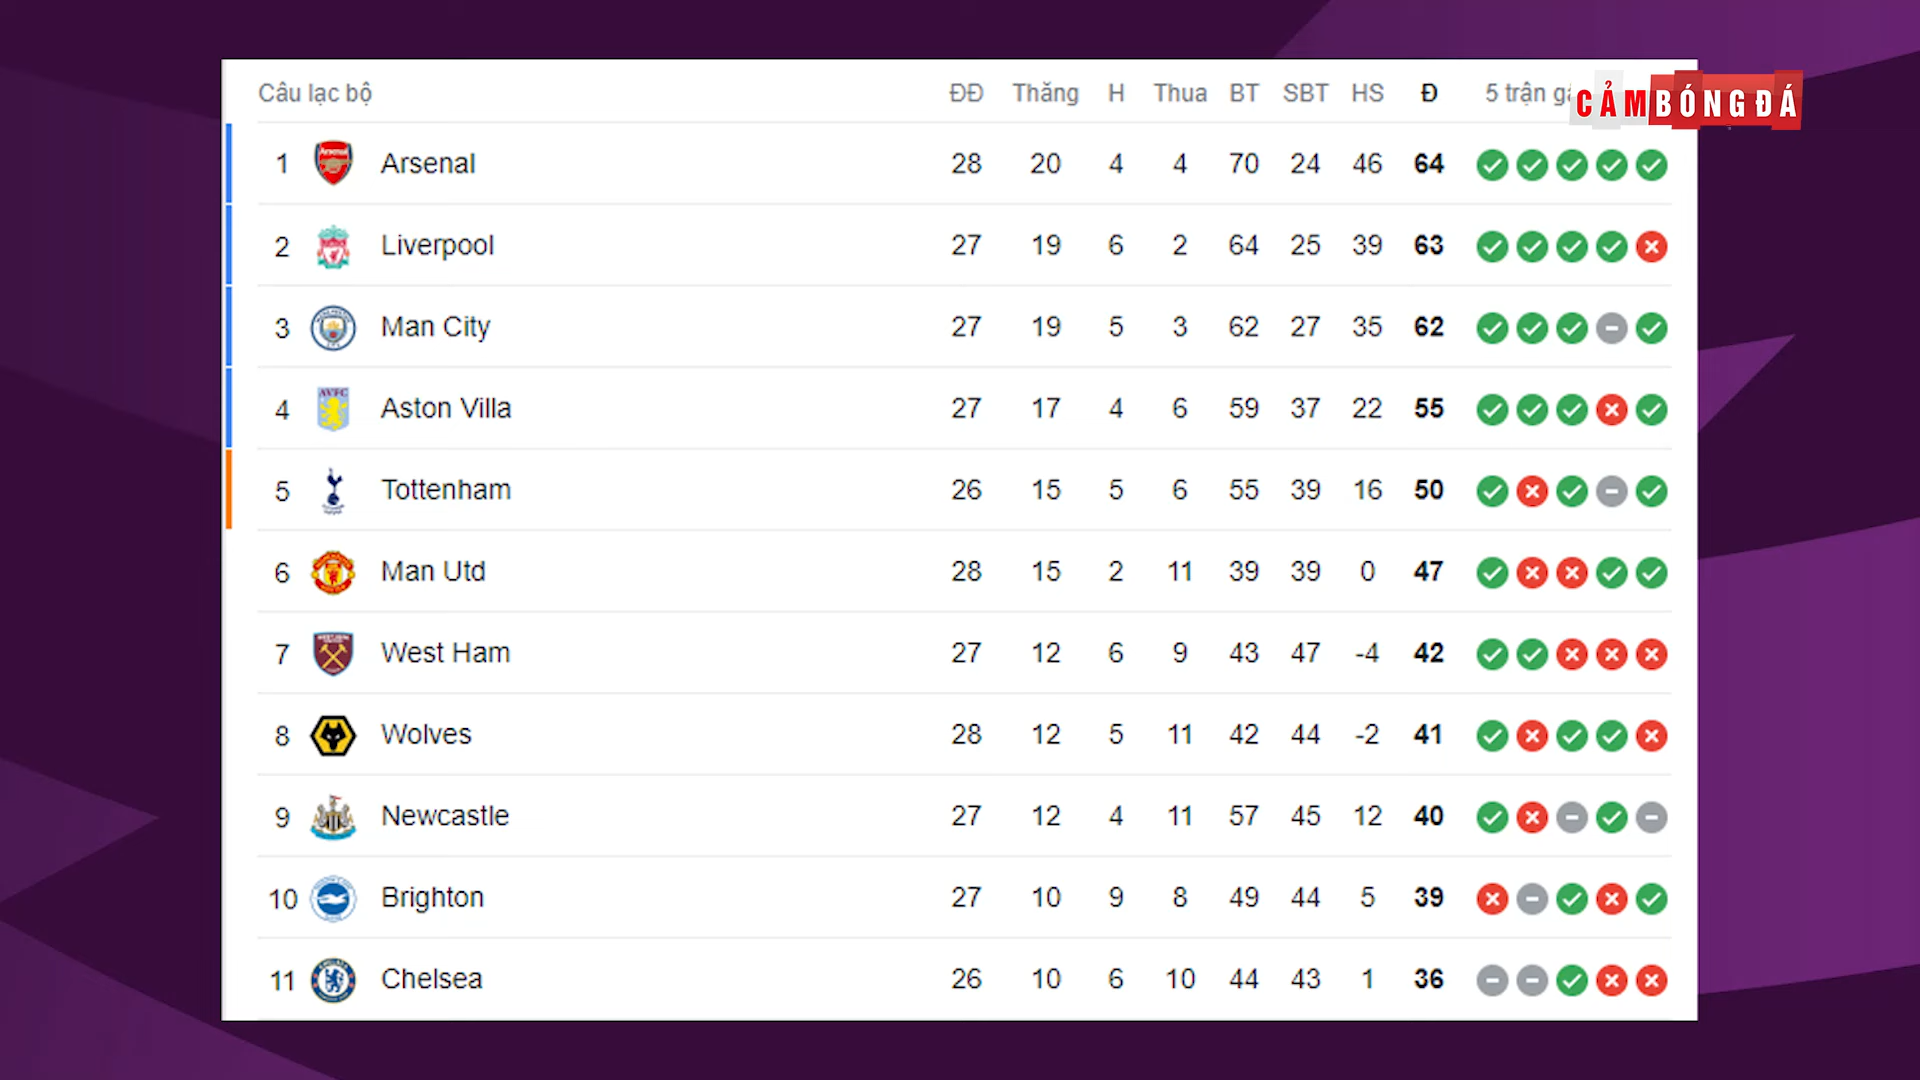 Câu lạc bộ ĐĐ Thăng H Thua BT SBT HS Đ 5 trận
CẢM BÓNG ĐÁ
1 Arsenal 28 20 4 4 70 24 46 64
2 Liverpool 27 19 6 2 64 25 39 63
3 Man City 27 19 5 3 62 27 35 62
4 Aston Villa 27 17 4 6 59 37 22 55
5 Tottenham 26 15 5 6 55 39 16 50
6 Man Utd 28 15 2 11 39 39 0 47
7 West Ham 27 12 6 9 43 47 -4 42
8 Wolves 28 12 5 11 42 44 -2 41
9 Newcastle 27 12 4 11 57 45 12 40
10 Brighton 27 10 9 8 49 44 5 39
11 Chelsea 26 10 6 10 44 43 1 36